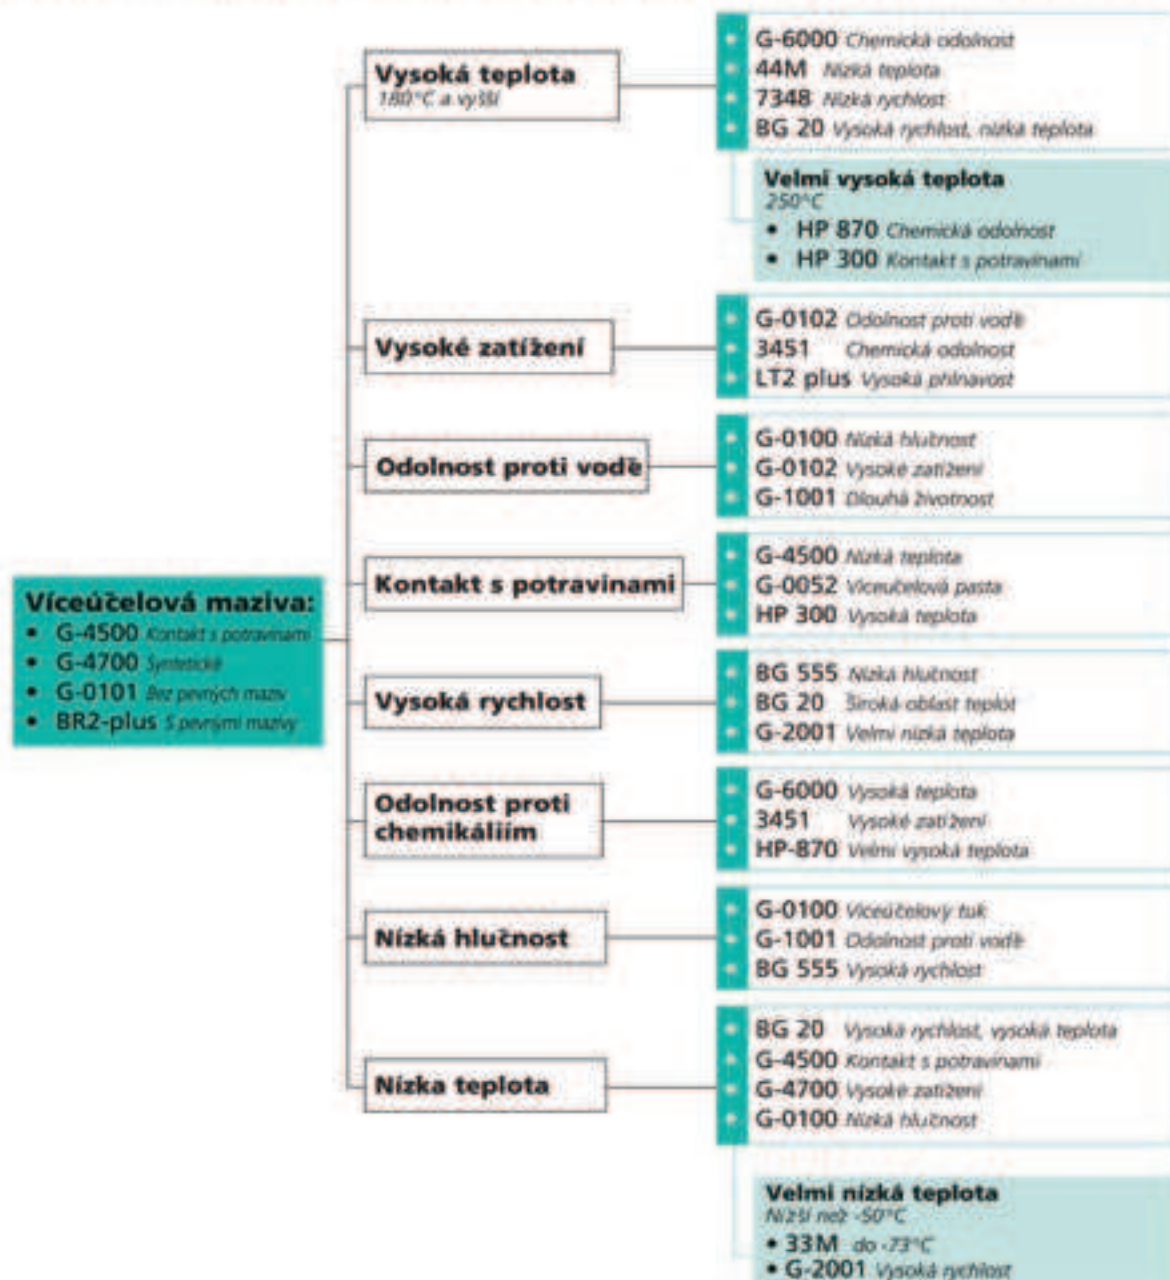 Vysoká teplota
180°C a vyšší
G-6000 Chemická odolnost
44M Nízká teplota
7348 Nízká rychlost
BG 20 Vysoká rychlost, nízká teplota
Velmi vysoká teplota
250°C
• HP 870 Chemická odolnost
• HP 300 Kontakt s potravinami
Vysoké zatížení
G-0102 Odolnost proti vodě
3451 Chemická odolnost
LT2 plus Vysoká přilnavost
Odolnost proti vodě
G-0100 Nízká hlučnost
G-0102 Vysoké zatížení
G-1001 Dlouhá životnost
Kontakt s potravinami
G-4500 Nízká teplota
G-0052 Víceúčelová pasta
HP 300 Vysoká teplota
Víceúčelová maziva:
• G-4500 Kontakt s potravinami
• G-4700 Syntetické
• G-0101 Bez pevných maziv
• BR2-plus S pevnými mazivy
Vysoká rychlost
BG 555 Nízká hlučnost
BG 20 Široká oblast teplot
G-2001 Velmi nízká teplota
Odolnost proti
chemikáliím
G-6000 Vysoká teplota
3451 Vysoké zatížení
HP-870 Velmi vysoká teplota
Nízká hlučnost
G-0100 Víceúčelový tuk
G-1001 Odolnost proti vodě
BG 555 Vysoká rychlost
Nízka teplota
BG 20 Vysoká rychlost, vysoká teplota
G-4500 Kontakt s potravinami
G-4700 Vysoké zatížení
G-0100 Nízká hlučnost
Velmi nízká teplota
Nižší než -50°C
• 33M do -73°C
• G-2001 Vysoká rychlost